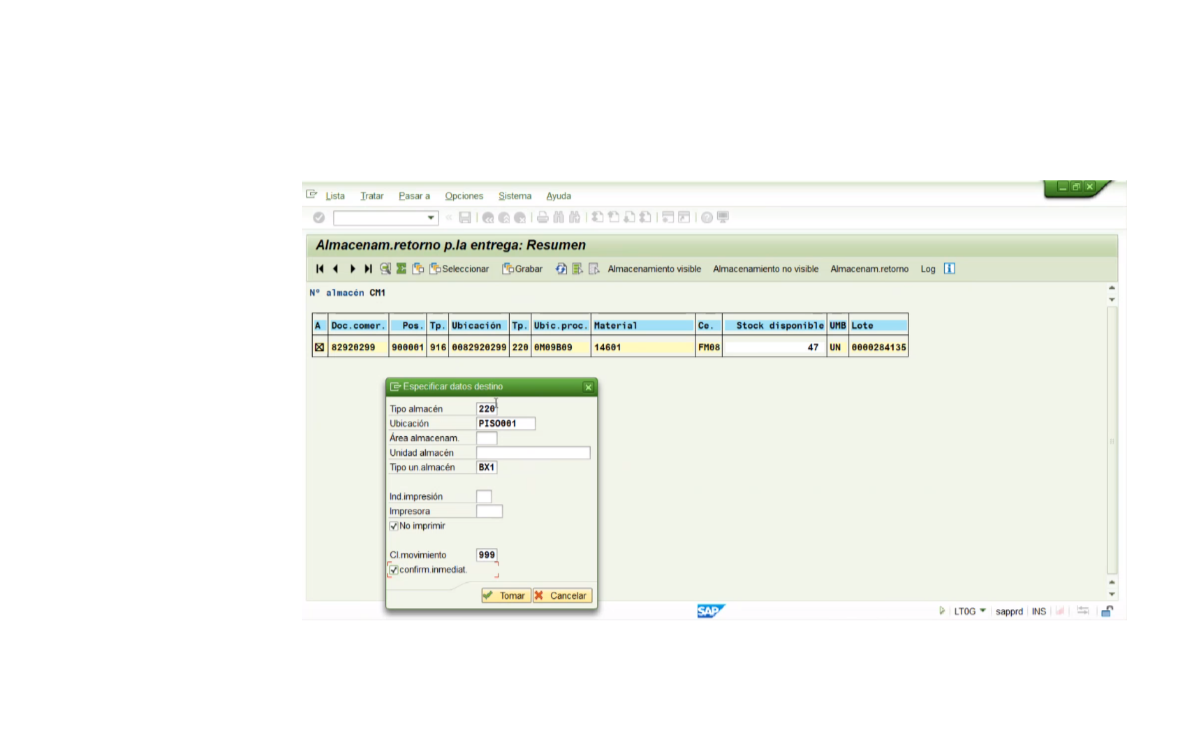 Lista Tratar Pasar a Opciones Sistema Ayuda
Almacenam.retorno p.la entrega: Resumen
Seleccionar Grabar Almacenamiento visible Almacenamiento no visible Almacenam.retorno Log
Nº almacén CM1
A Doc.comer. Pos. Tp. Ubicación Tp. Ubic.proc. Material Ce. Stock disponible UMB Lote
82920299 900001 916 0082920299 220 0M09B09 14601 FM08 47 UN 0000284135
Especificar datos destino
Tipo almacén 220
Ubicación PISO001
Área almacenam.
Unidad almacén
Tipo un.almacén BX1
Ind.impresión
Impresora
No imprimir
Cl.movimiento 999
confirm.inmediat.
Tomar Cancelar
SAP LT0G sapprd INS